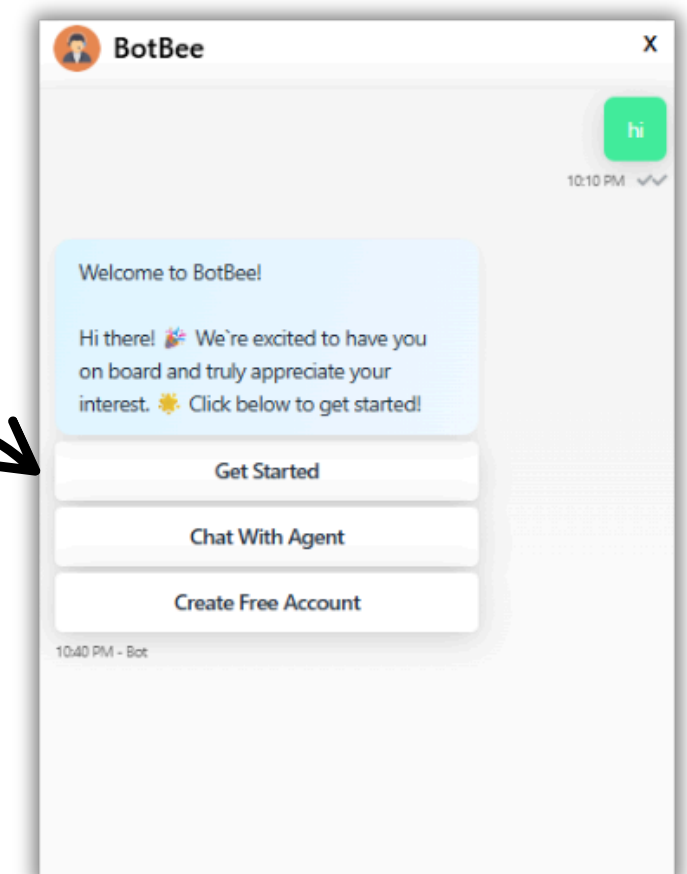 BotBee X
hi
10:10 PM
Welcome to BotBee!
Hi there! 🎉 We`re excited to have you
on board and truly appreciate your
interest. 🌟 Click below to get started!
Get Started
Chat With Agent
Create Free Account
10:40 PM - Bot